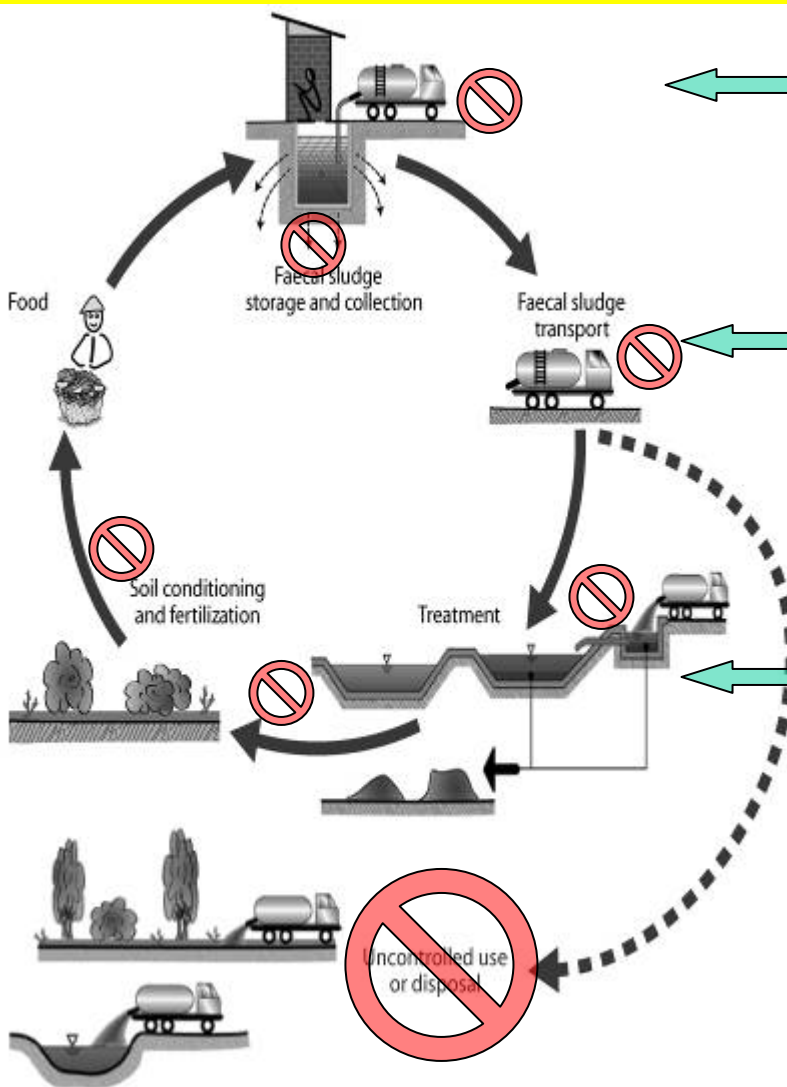 Faecal sludge
storage and collection
Food
Faecal sludge
transport
Soil conditioning
and fertilization
Treatment
Uncontrolled use
or disposal